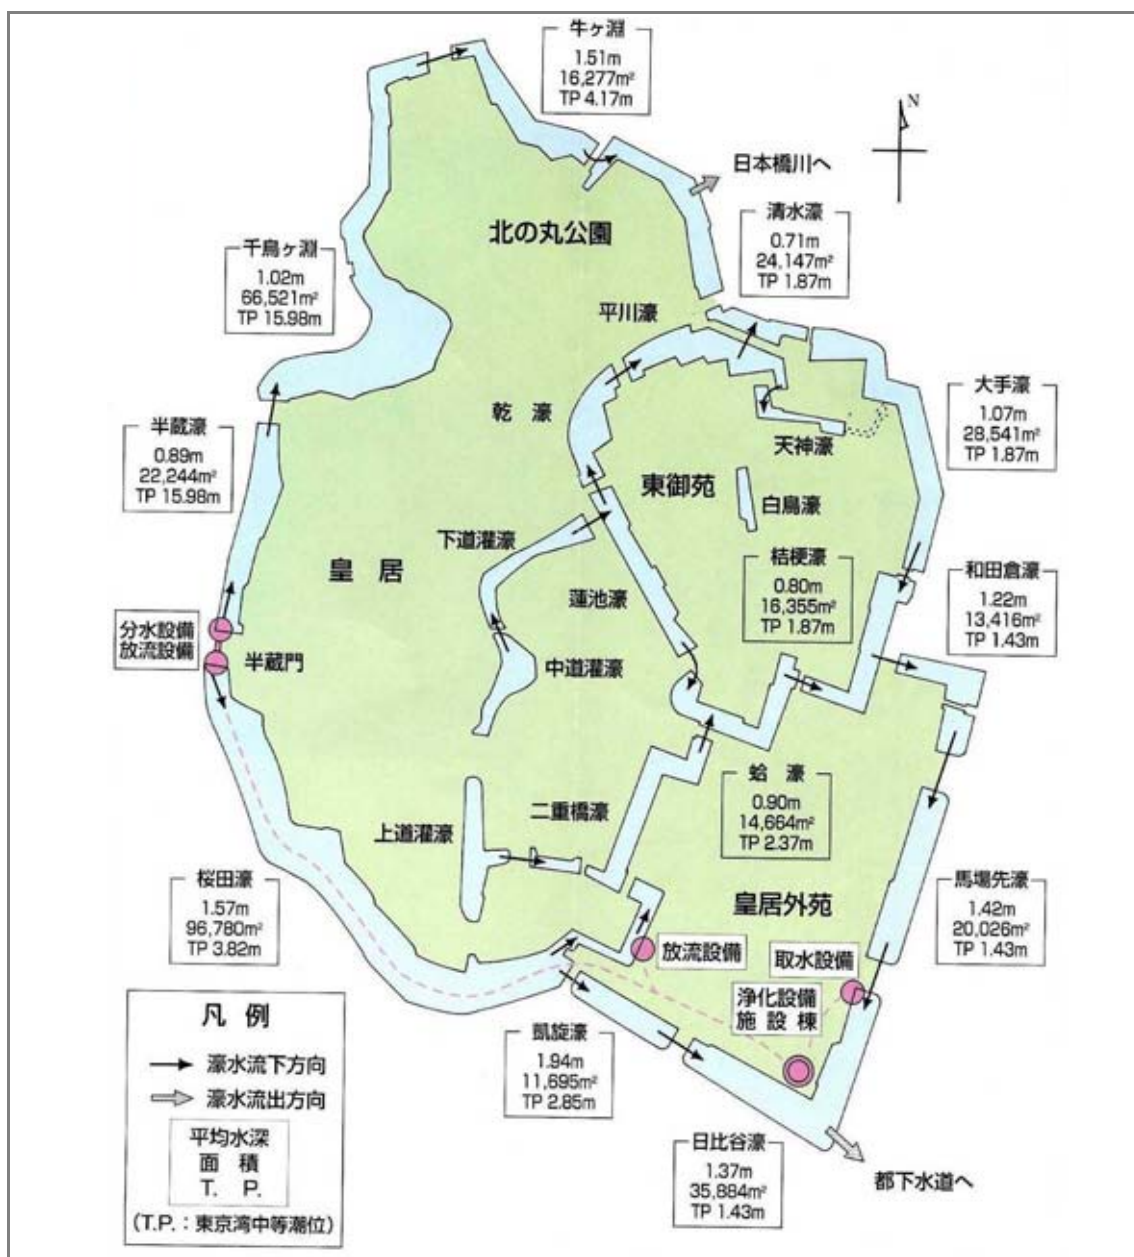 牛ヶ淵
1.51m
16,277m²
TP 4.17m
N
日本橋川へ
清水濠
0.71m
24,147m²
TP 1.87m
北の丸公園
千鳥ヶ淵
1.02m
66,521m²
TP 15.98m
平川濠
大手濠
1.07m
28,541m²
TP 1.87m
乾 濠
半蔵濠
0.89m
22,244m²
TP 15.98m
天神濠
東御苑
白鳥濠
下道灌濠
皇 居
桔梗濠
0.80m
16,355m²
TP 1.87m
和田倉濠
1.22m
13,416m²
TP 1.43m
蓮池濠
分水設備
放流設備
半蔵門
中道灌濠
蛤 濠
0.90m
14,664m²
TP 2.37m
二重橋濠
上道灌濠
桜田濠
1.57m
96,780m²
TP 3.82m
皇居外苑
馬場先濠
1.42m
20,026m²
TP 1.43m
放流設備
取水設備
浄化設備
施設棟
凡 例
濠水流下方向
濠水流出方向
平均水深
面 積
T. P.
(T.P.:東京湾中等潮位)
凱旋濠
1.94m
11,695m²
TP 2.85m
日比谷濠
1.37m
35,884m²
TP 1.43m
都下水道へ